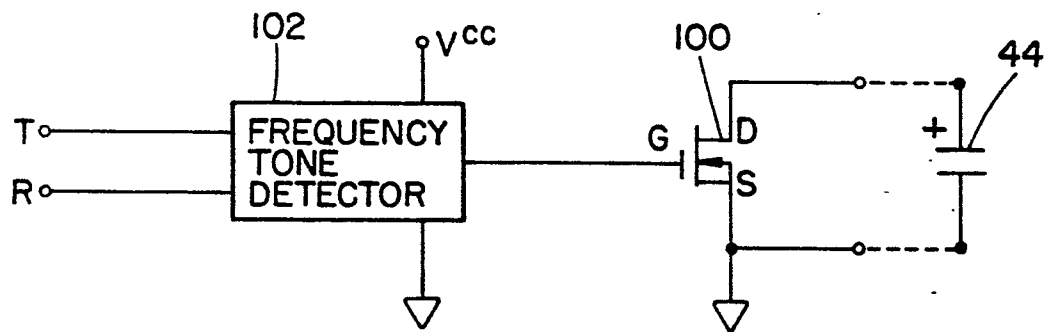 102
V CC
100
44
T
FREQUENCY
TONE
DETECTOR
R
G
D
S
+